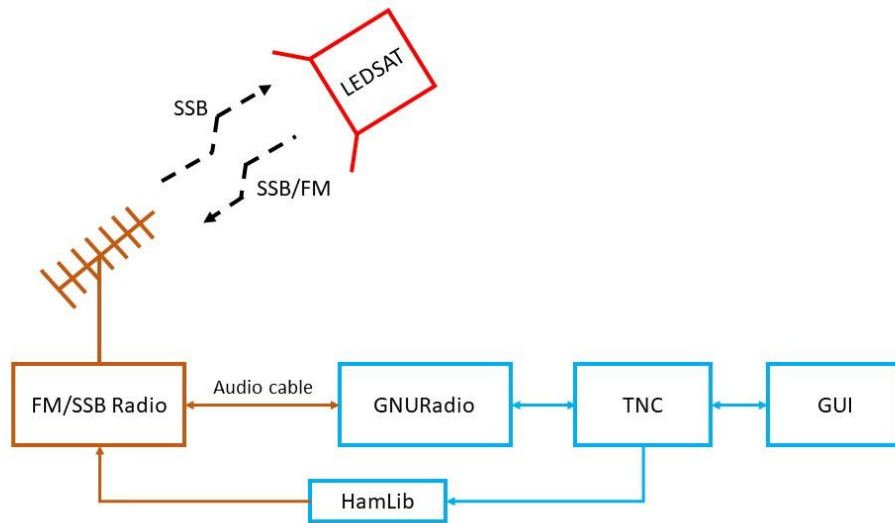 LEDSAT
SSB
SSB/FM
FM/SSB Radio
Audio cable
GNURadio
TNC
GUI
HamLib